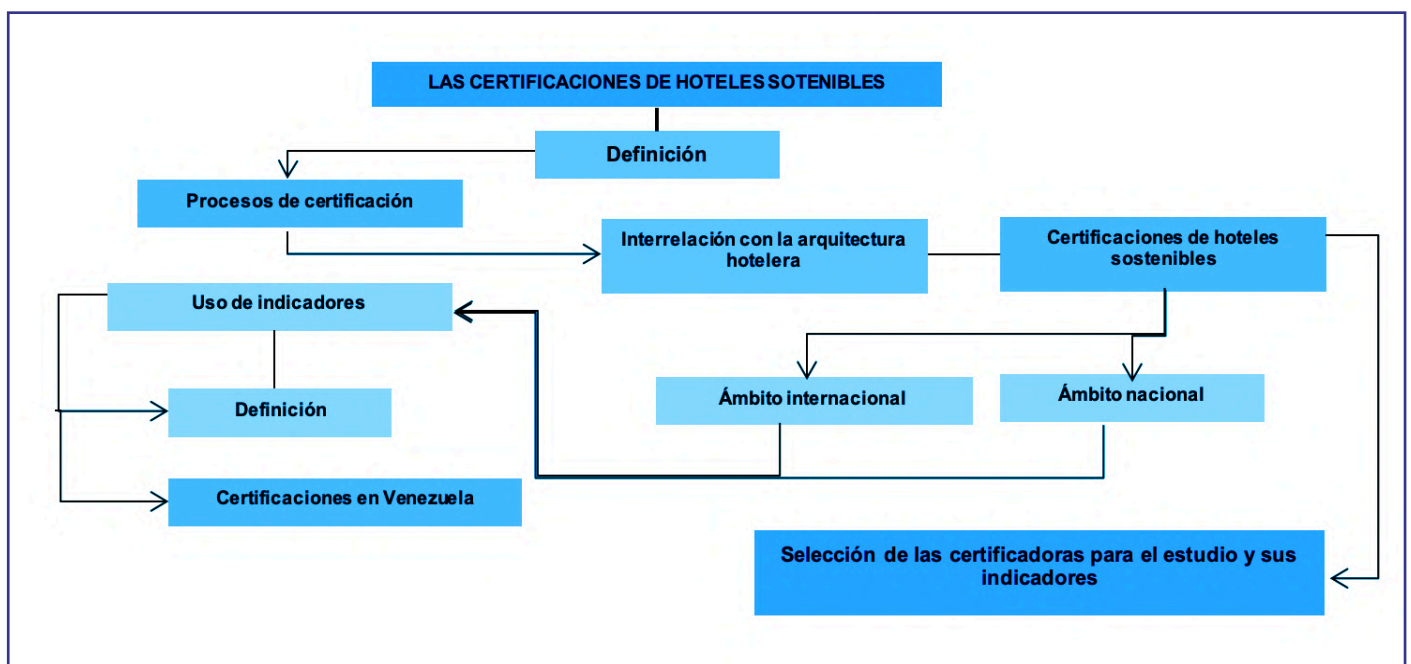 LAS CERTIFICACIONES DE HOTELES SOTENIBLES
Definición
Procesos de certificación
Interrelación con la arquitectura
hotelera
Certificaciones de hoteles
sostenibles
Uso de indicadores
Ámbito internacional
Ámbito nacional
Definición
Certificaciones en Venezuela
Selección de las certificadoras para el estudio y sus
indicadores